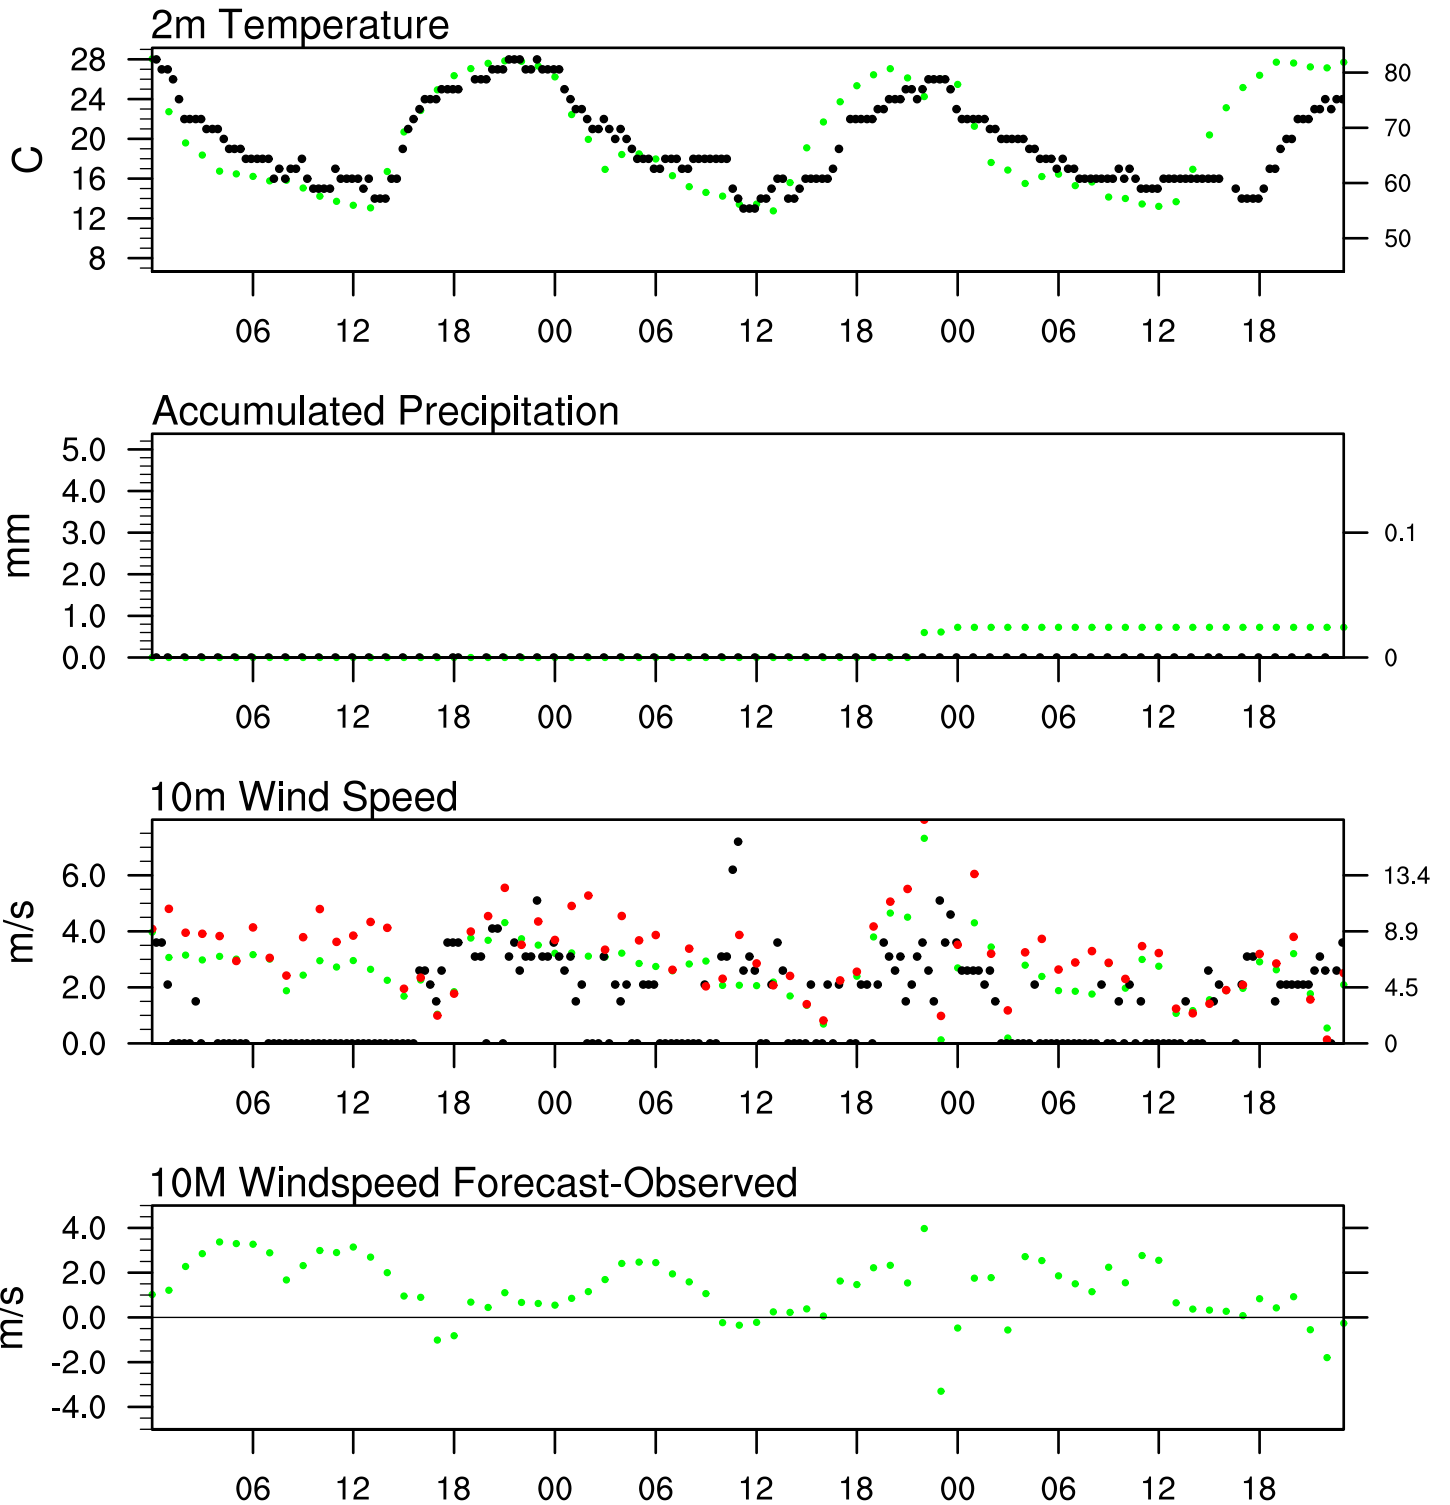 2m Temperature
C
28
24
20
16
12
8
80
70
60
50
06 12 18 00 06 12 18 00 06 12 18
Accumulated Precipitation
mm
5.0
4.0
3.0
2.0
1.0
0.0
0.1
0
06 12 18 00 06 12 18 00 06 12 18
10m Wind Speed
m/s
6.0
4.0
2.0
0.0
13.4
8.9
4.5
0
06 12 18 00 06 12 18 00 06 12 18
10M Windspeed Forecast-Observed
m/s
4.0
2.0
0.0
-2.0
-4.0
06 12 18 00 06 12 18 00 06 12 18